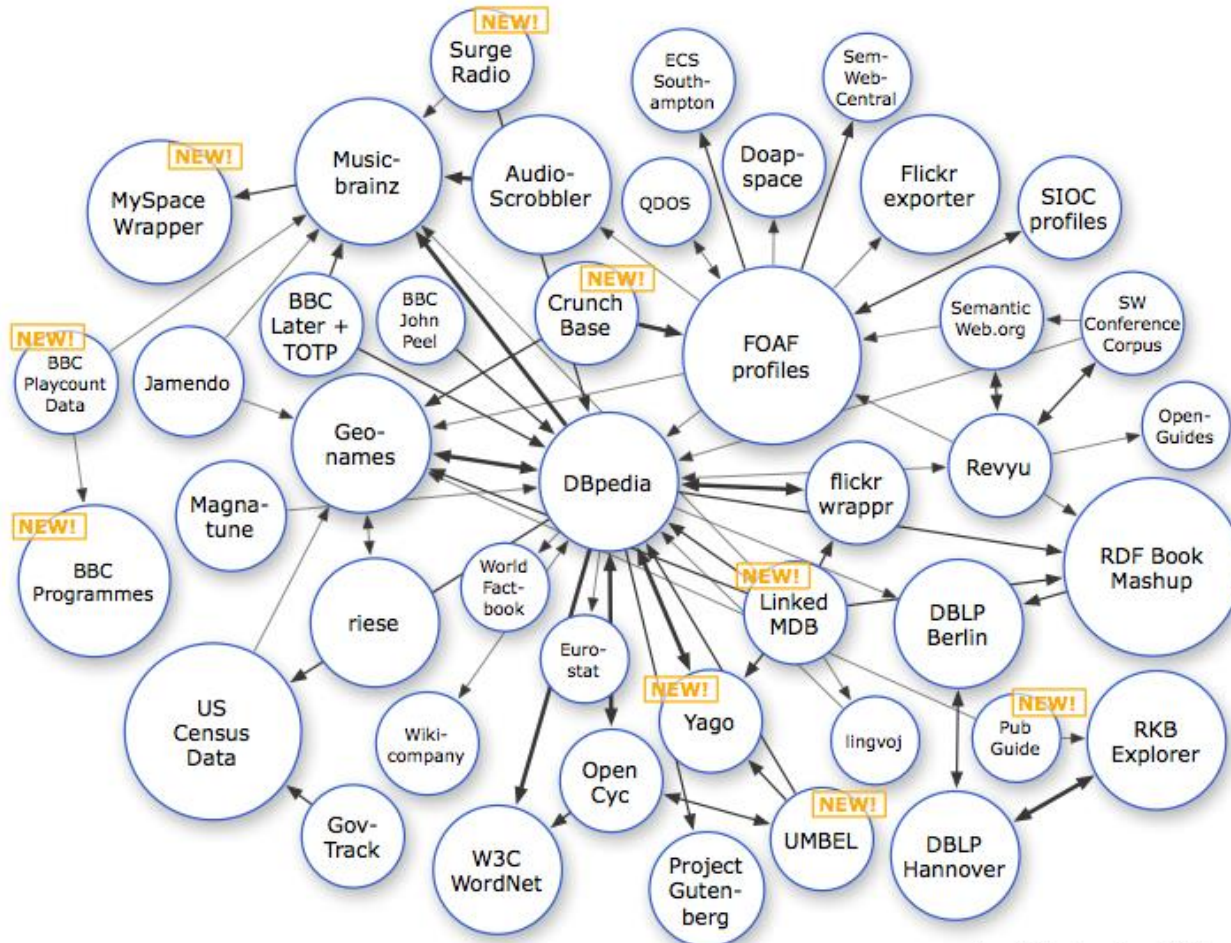 NEW!
Surge
Radio
ECS
South-
ampton
Sem-
Web-
Central
NEW!
MySpace
Wrapper
Music-
brainz
Audio-
Scrobbler
QDOS
Doap-
space
Flickr
exporter
SIOC
profiles
NEW!
BBC
Playcount
Data
Jamendo
BBC
Later +
TOTP
BBC
John
Peel
NEW!
Crunch
Base
FOAF
profiles
Semantic
Web.org
SW
Conference
Corpus
Open-
Guides
Geo-
names
DBpedia
flickr
wrappr
Revyu
Magna-
tune
NEW!
BBC
Programmes
riese
World
Fact-
book
NEW!
Linked
MDB
DBLP
Berlin
RDF Book
Mashup
Euro-
stat
US
Census
Data
Wiki-
company
NEW!
Yago
lingvoj
NEW!
Pub
Guide
RKB
Explorer
Open
Cyc
Gov-
Track
W3C
WordNet
Project
Guten-
berg
NEW!
UMBEL
DBLP
Hannover